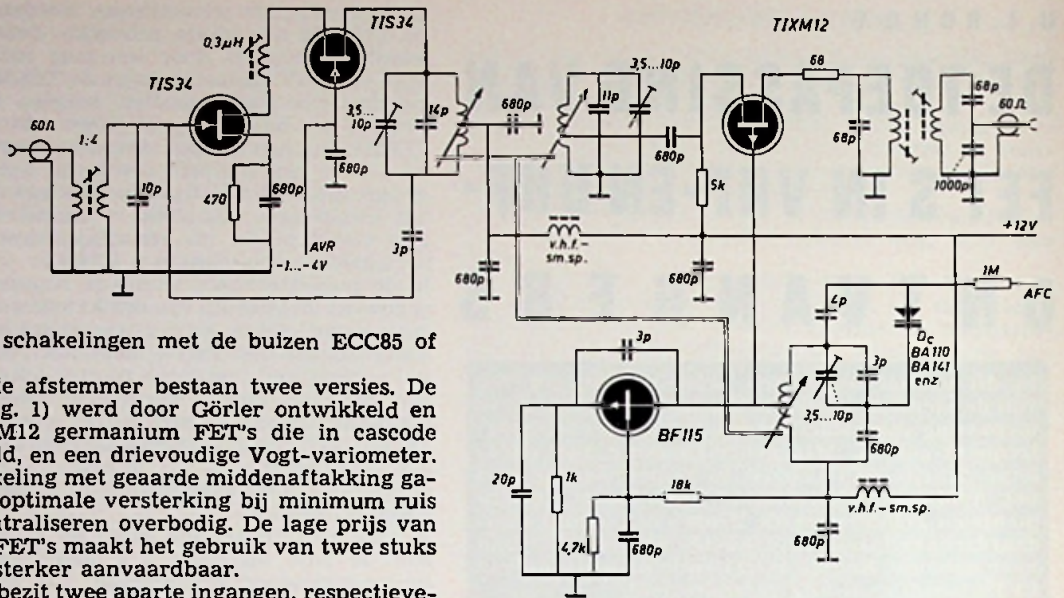 TIS34
TIXM12
0,3µH
TIS34
60Ω
1:4
10p
470
680p
AVR
-1...-4V
680p
3,5...
10p
14p
3p
680p
680p
11p
3,5...10p
680p
5k
v.h.f.-
sm.sp.
680p
68
68p
68p
60Ω
1000p
+12V
1M
AFC
4p
Dc
BA110
BA141
enz.
3p
3,5...10p
680p
3p
BF115
20p
1k
4,7k
680p
18k
680p
v.h.f.-sm.sp.
schakelingen met de buizen ECC85 of
e afstemmer bestaan twee versies. De
g. 1) werd door Görler ontwikkeld en
M12 germanium FET's die in cascode
ld, en een drievoudige Vogt-variometer.
keling met geaarde middenaftakking ga-
optimale versterking bij minimum ruis
utraliseren overbodig. De lage prijs van
FET's maakt het gebruik van twee stuks
sterker aanvaardbaar.
bezit twee aparte ingangen, respectieve-